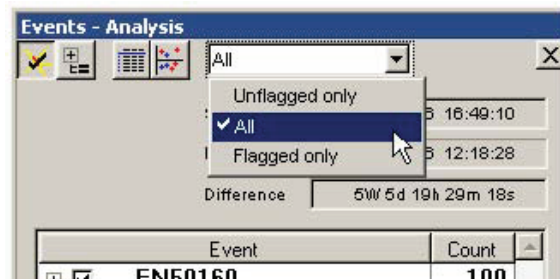 Events - Analysis
All
Unflagged only
16:49:10
All
12:18:28
Flagged only
Difference 5W 5d 19h 29m 18s
Event Count
EN50160 100